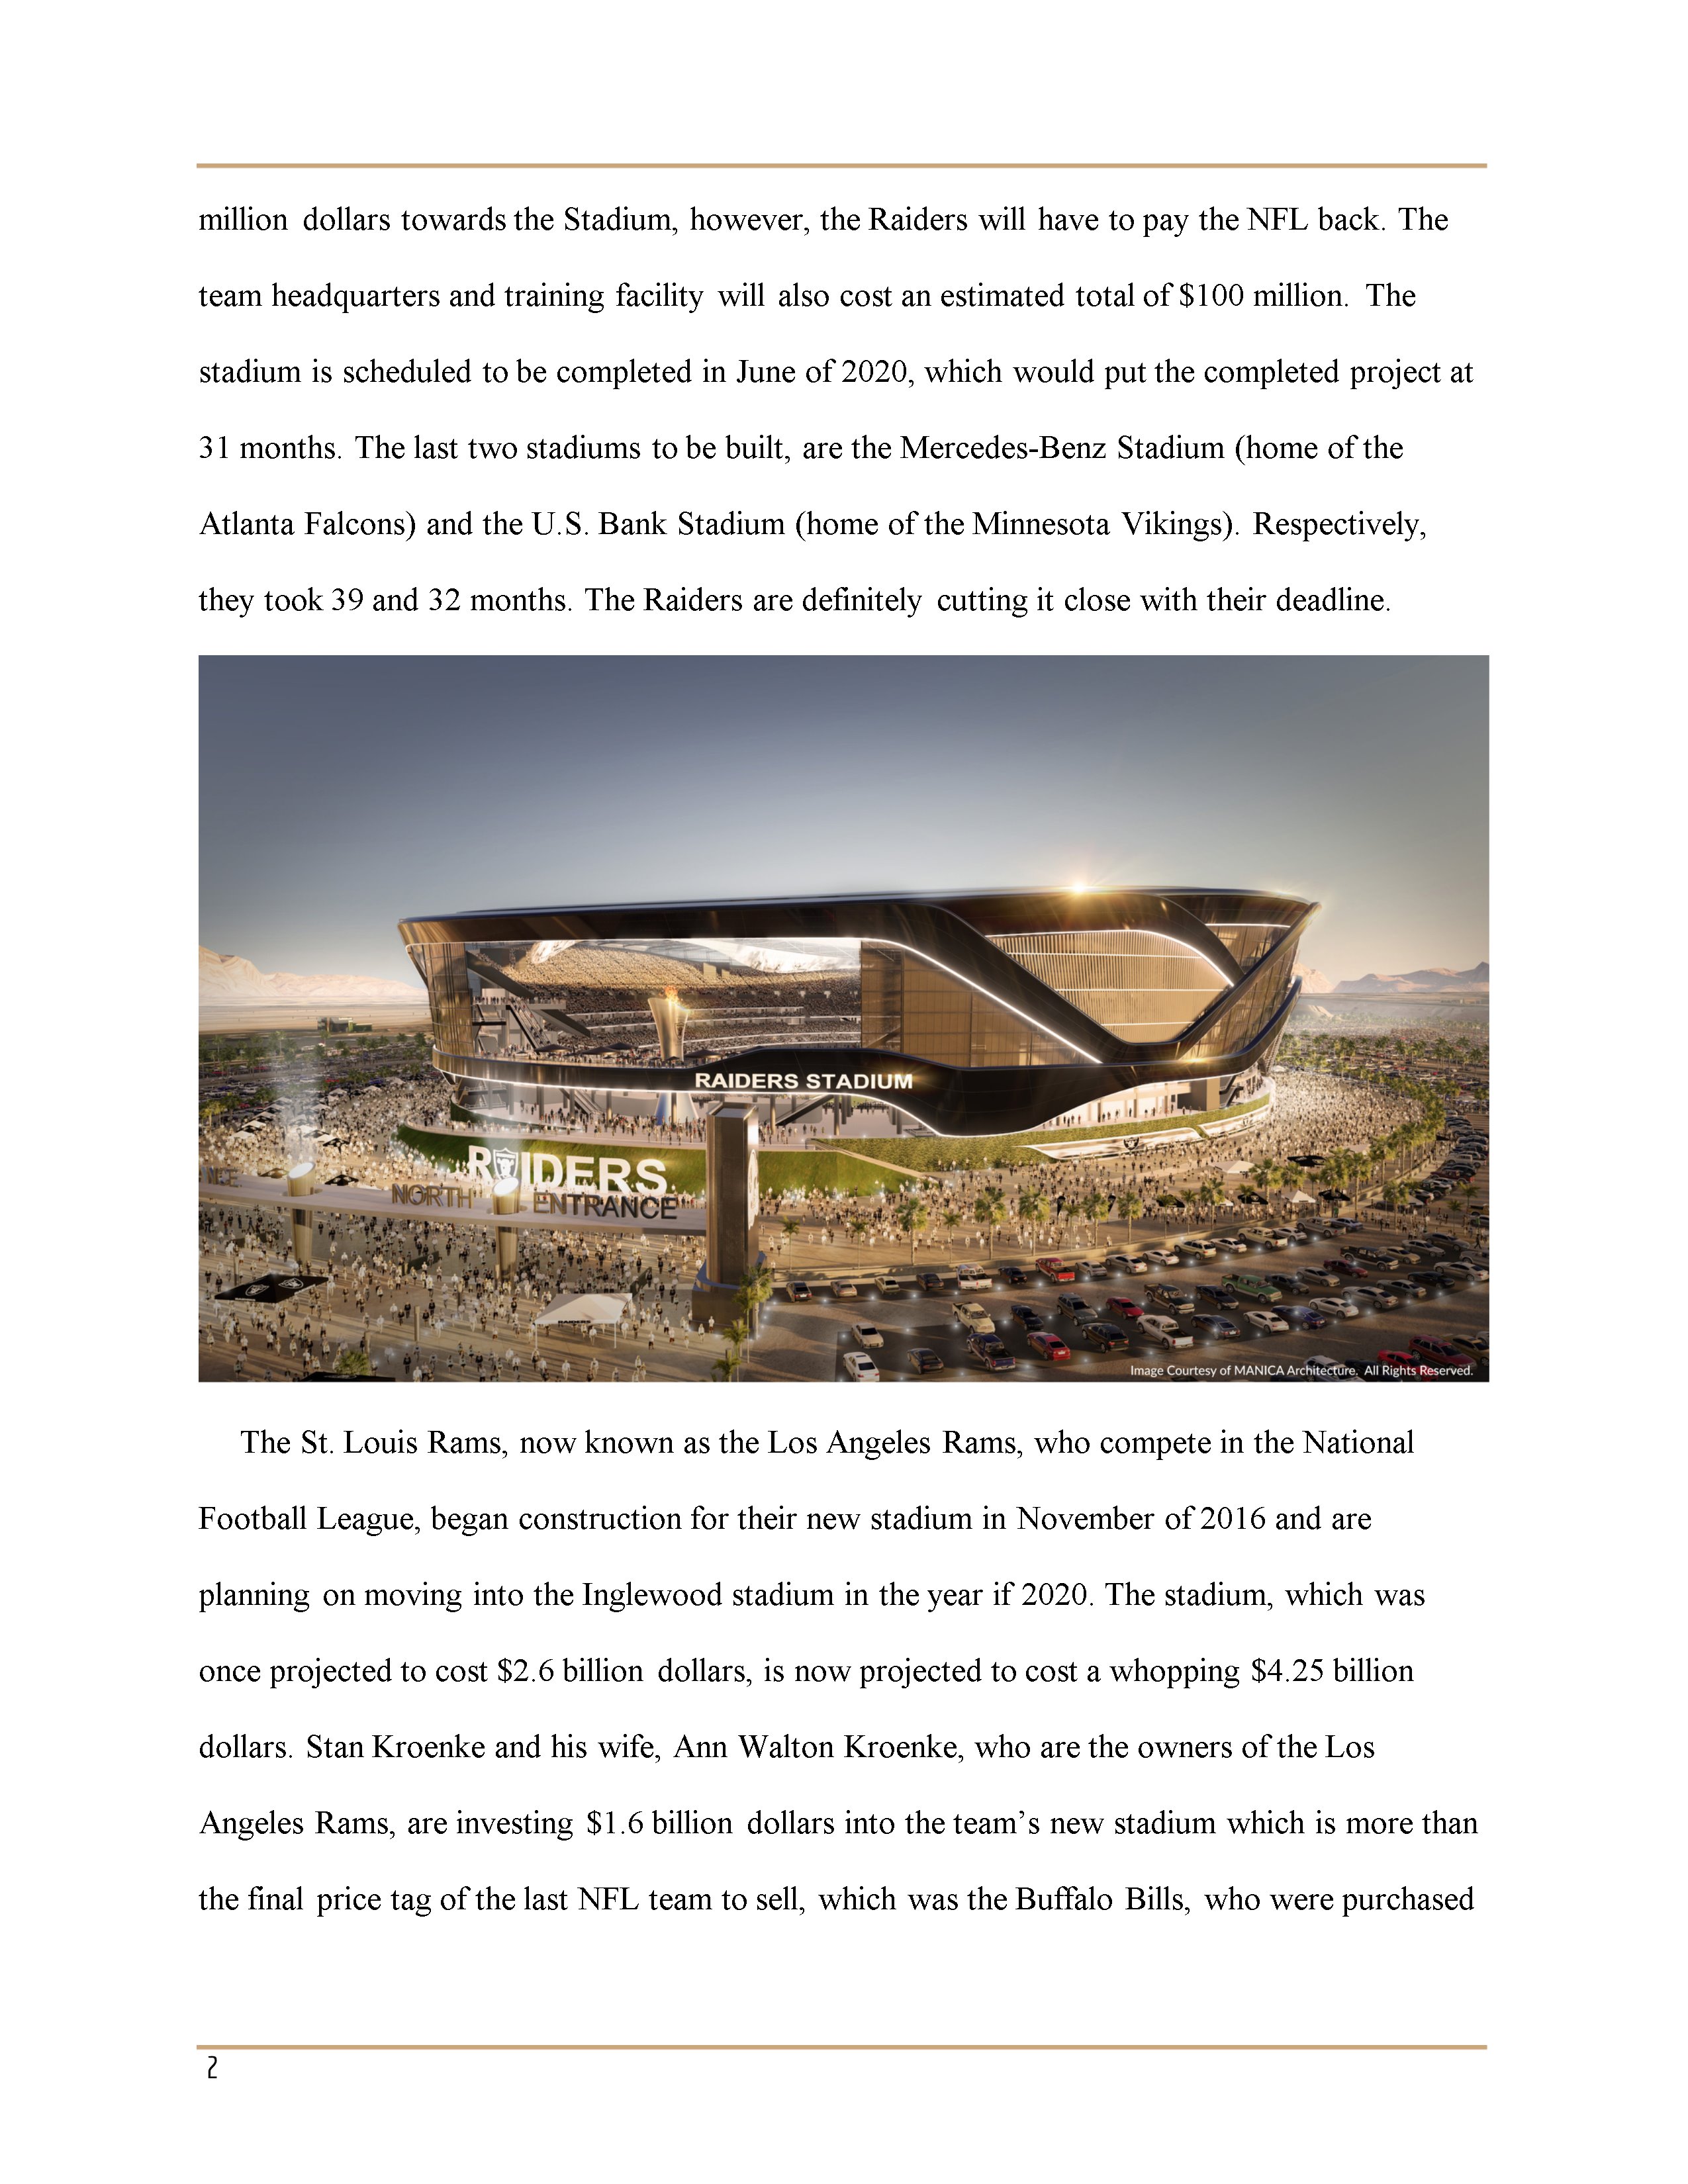 million dollars towards the Stadium, however, the Raiders will have to pay the NFL back. The
team headquarters and training facility will also cost an estimated total of $100 million. The
stadium is scheduled to be completed in June of 2020, which would put the completed project at
31 months. The last two stadiums to be built, are the Mercedes-Benz Stadium (home of the
Atlanta Falcons) and the U.S. Bank Stadium (home of the Minnesota Vikings). Respectively,
they took 39 and 32 months. The Raiders are definitely cutting it close with their deadline.
RAIDERS STADIUM
RAIDERS
NORTH ENTRANCE
RAIDERS
Image Courtesy of MANICA Architecture. All Rights Reserved.
The St. Louis Rams, now known as the Los Angeles Rams, who compete in the National
Football League, began construction for their new stadium in November of 2016 and are
planning on moving into the Inglewood stadium in the year if 2020. The stadium, which was
once projected to cost $2.6 billion dollars, is now projected to cost a whopping $4.25 billion
dollars. Stan Kroenke and his wife, Ann Walton Kroenke, who are the owners of the Los
Angeles Rams, are investing $1.6 billion dollars into the team’s new stadium which is more than
the final price tag of the last NFL team to sell, which was the Buffalo Bills, who were purchased
2